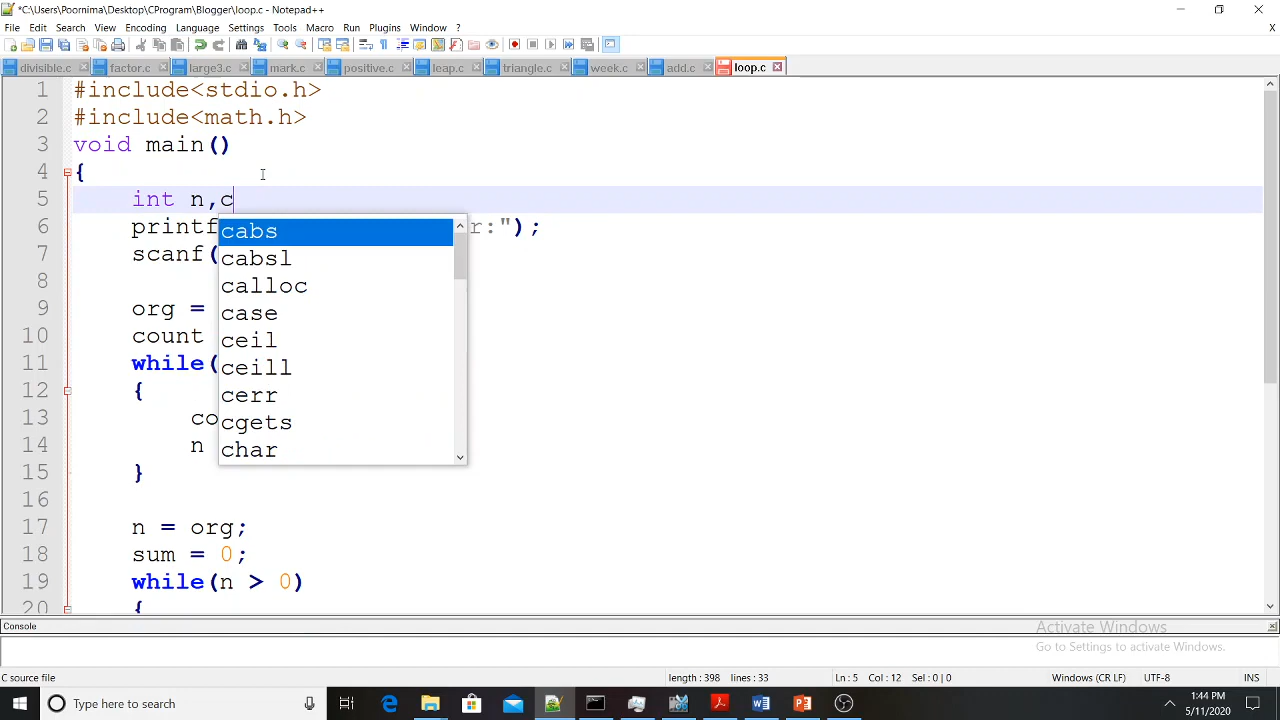 *C:\Users\Poornima\Desktop\CProgram\Blogger\loop.c - Notepad++
File Edit Search View Encoding Language Settings Tools Macro Run Plugins Window ? X
divisible.c factor.c large3.c mark.c positive.c leap.c triangle.c week.c add.c loop.c
1 #include<stdio.h>
2 #include<math.h>
3 void main()
4 {
5 int n,c
6 printf r:");
7 scanf(
8
9 org =
10 count
11 while(
12 {
13 co
14 n
15 }
16
17 n = org;
18 sum = 0;
19 while(n > 0)
20 {
cabs
cabsl
calloc
case
ceil
ceill
cerr
cgets
char
Console
Activate Windows
Go to Settings to activate Windows.
C source file length : 398 lines : 33 Ln : 5 Col : 12 Sel : 0 | 0 Windows (CR LF) UTF-8 INS
Type here to search
1:44 PM
5/11/2020